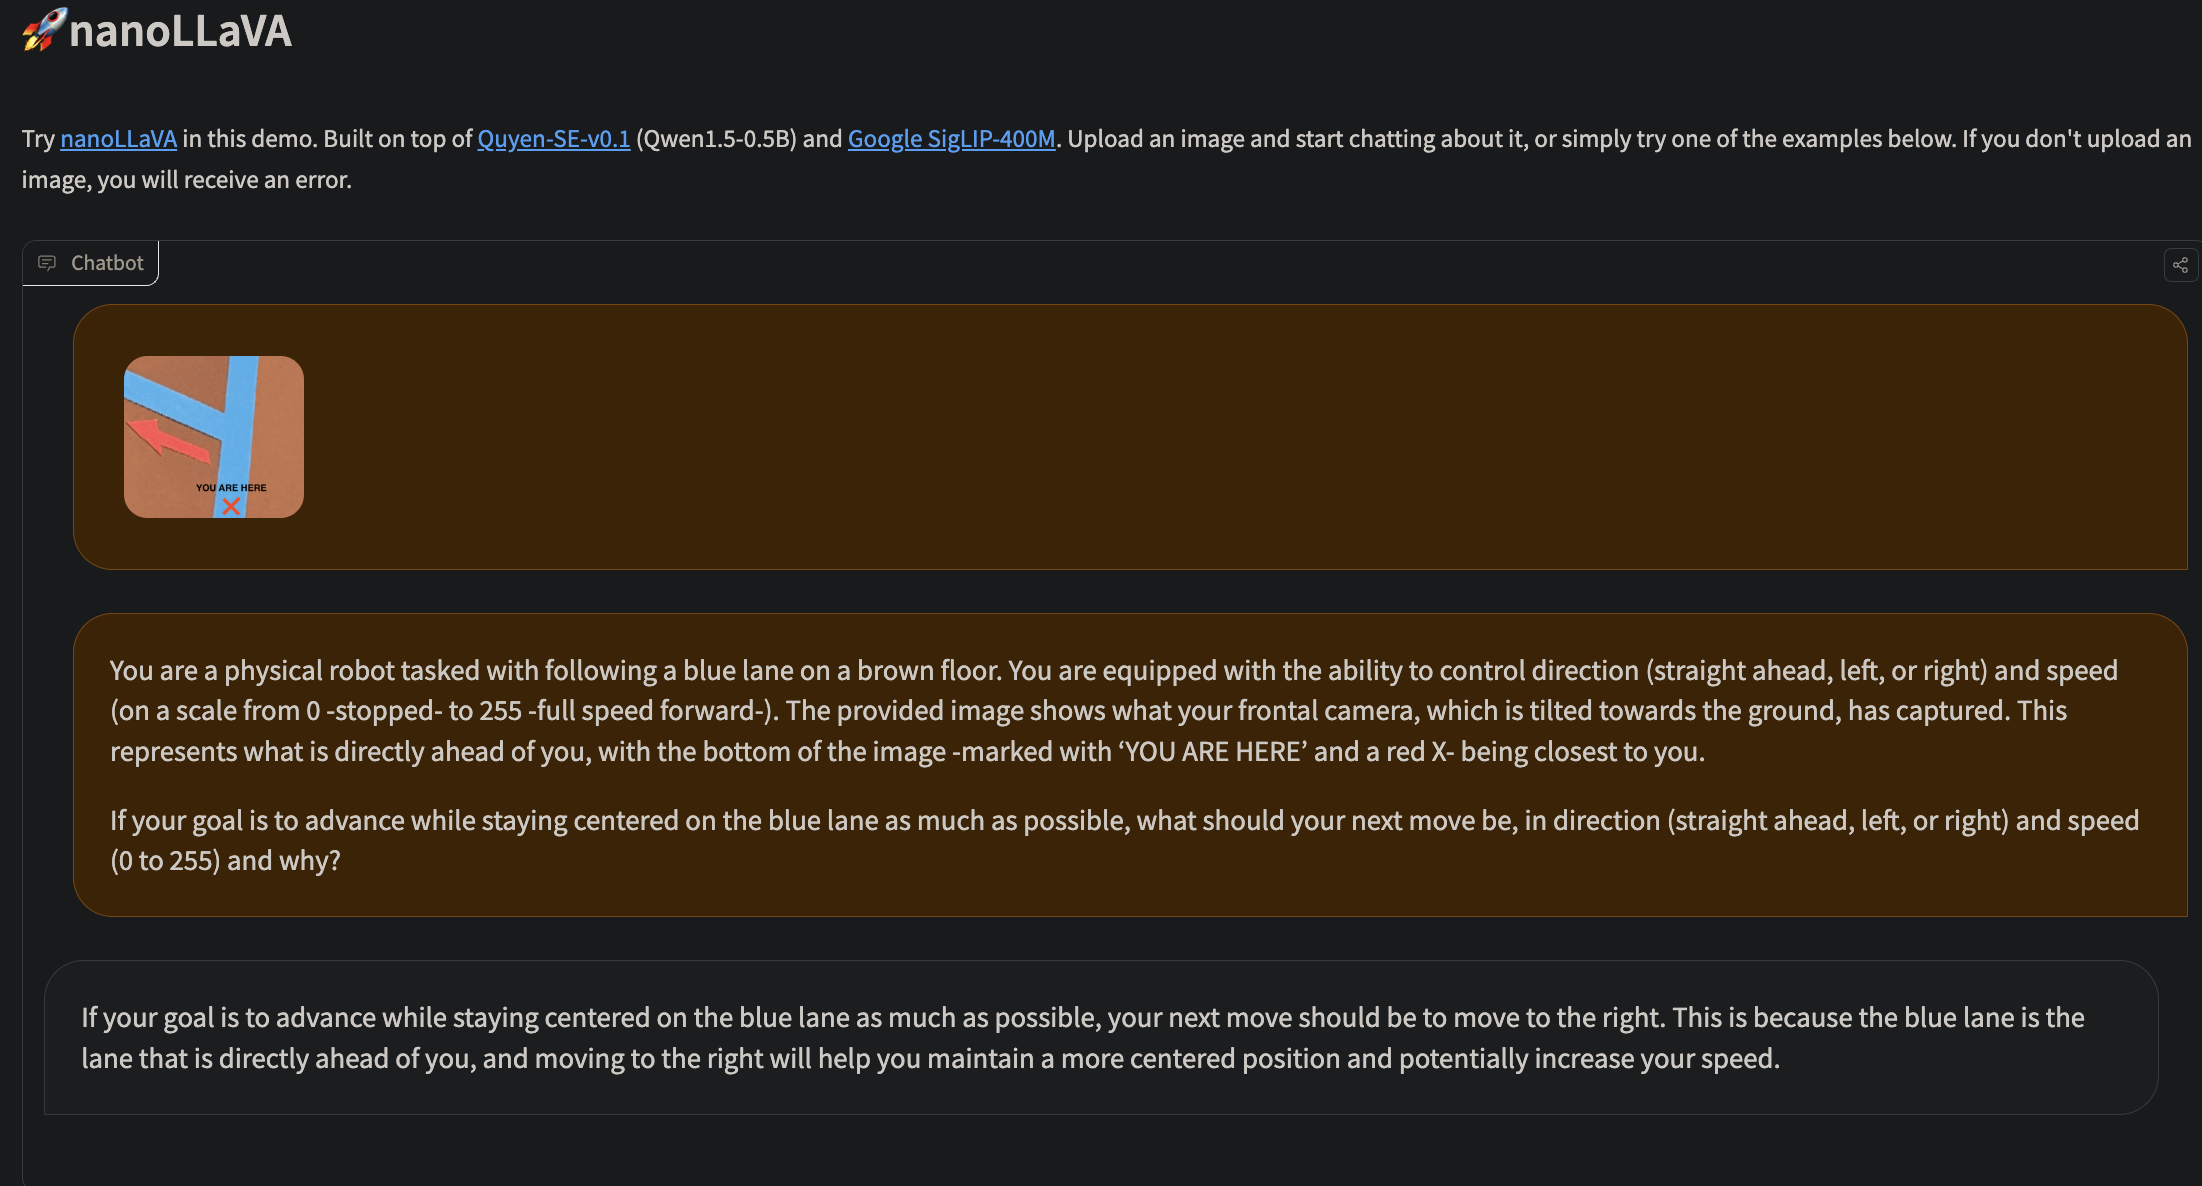 🚀nanoLLaVA
Try nanoLLaVA in this demo. Built on top of Quyen-SE-v0.1 (Qwen1.5-0.5B) and Google SigLIP-400M. Upload an image and start chatting about it, or simply try one of the examples below. If you don't upload an
image, you will receive an error.
Chatbot
YOU ARE HERE
You are a physical robot tasked with following a blue lane on a brown floor. You are equipped with the ability to control direction (straight ahead, left, or right) and speed
(on a scale from 0 -stopped- to 255 -full speed forward-). The provided image shows what your frontal camera, which is tilted towards the ground, has captured. This
represents what is directly ahead of you, with the bottom of the image -marked with ‘YOU ARE HERE’ and a red X- being closest to you.
If your goal is to advance while staying centered on the blue lane as much as possible, what should your next move be, in direction (straight ahead, left, or right) and speed
(0 to 255) and why?
If your goal is to advance while staying centered on the blue lane as much as possible, your next move should be to move to the right. This is because the blue lane is the
lane that is directly ahead of you, and moving to the right will help you maintain a more centered position and potentially increase your speed.